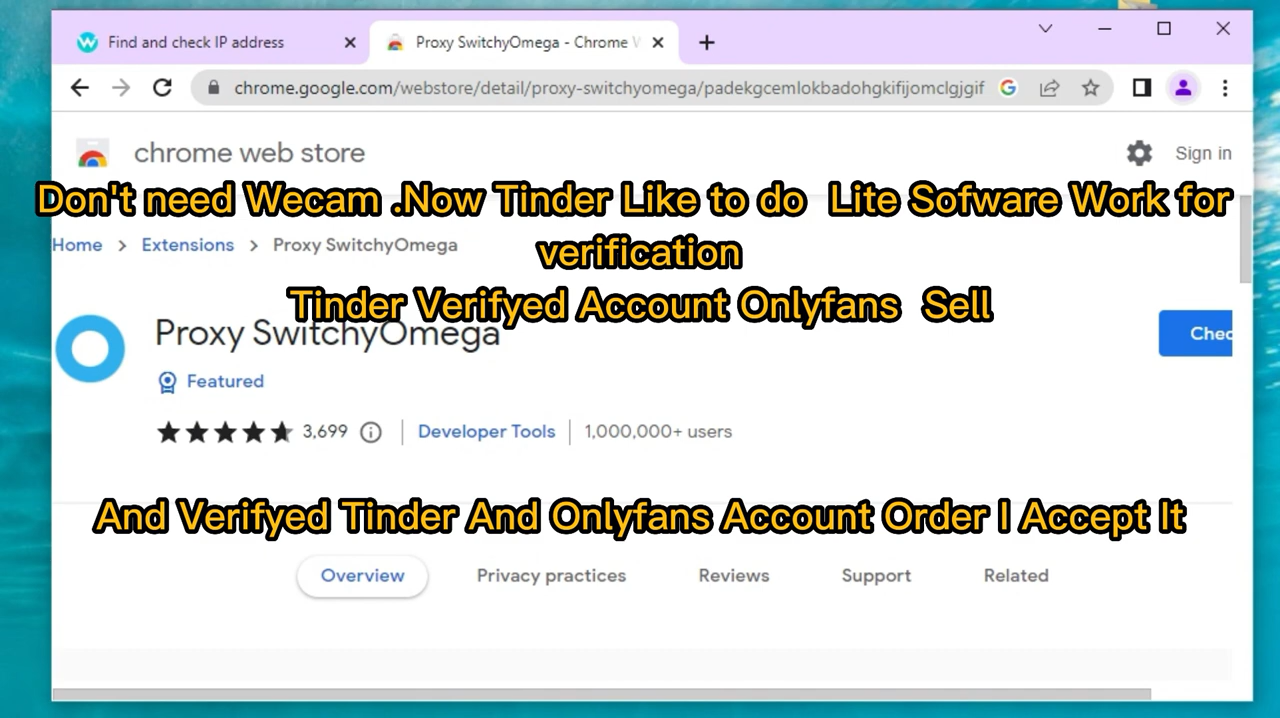 Find and check IP address
Proxy SwitchyOmega - Chrome W
chrome.google.com/webstore/detail/proxy-switchyomega/padekgcemlokbadohgkifijomclgjgif
chrome web store
Sign in
Don't need Wecam .Now Tinder Like to do Lite Sofware Work for
verification
Home > Extensions > Proxy SwitchyOmega
Tinder Verifyed Account Onlyfans Sell
Proxy SwitchyOmega
Chec
Featured
3,699
Developer Tools
1,000,000+ users
And Verifyed Tinder And Onlyfans Account Order I Accept It
Overview
Privacy practices
Reviews
Support
Related